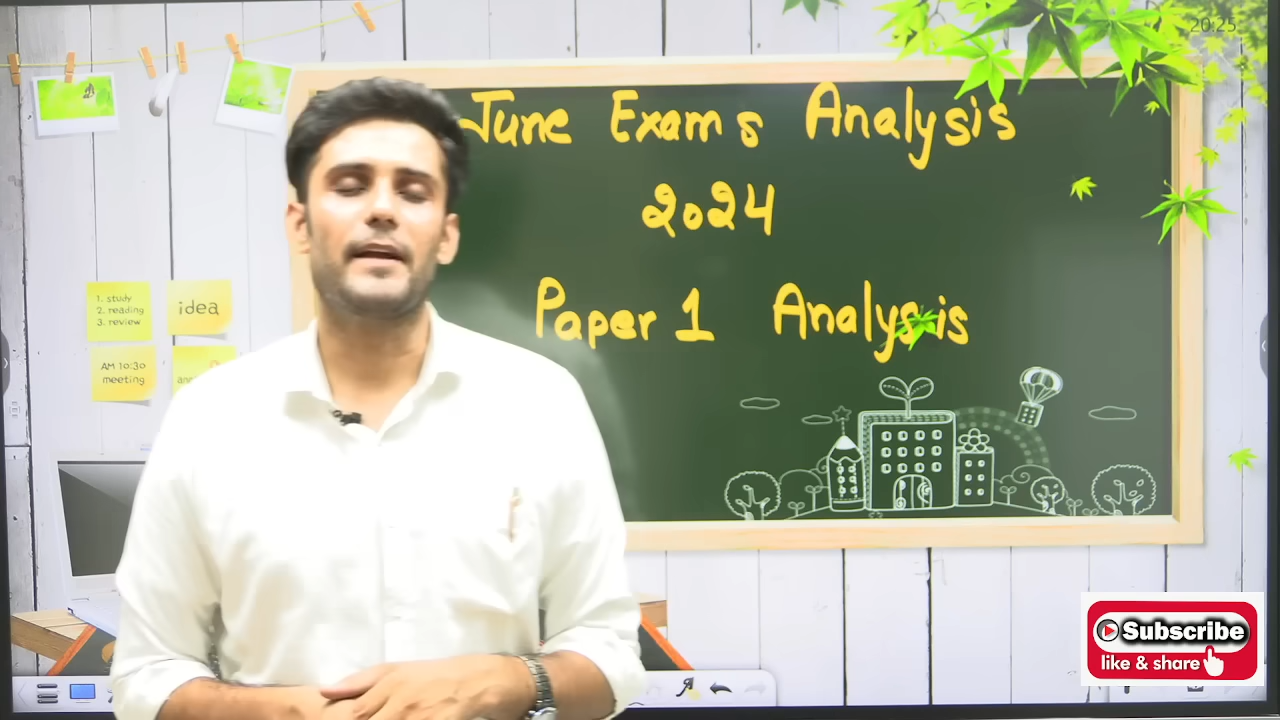 20:25
June Exams Analysis
2024
Paper 1 Analysis
1. study
2. reading
3. review
idea
AM 10:30
meeting
Subscribe
like & share